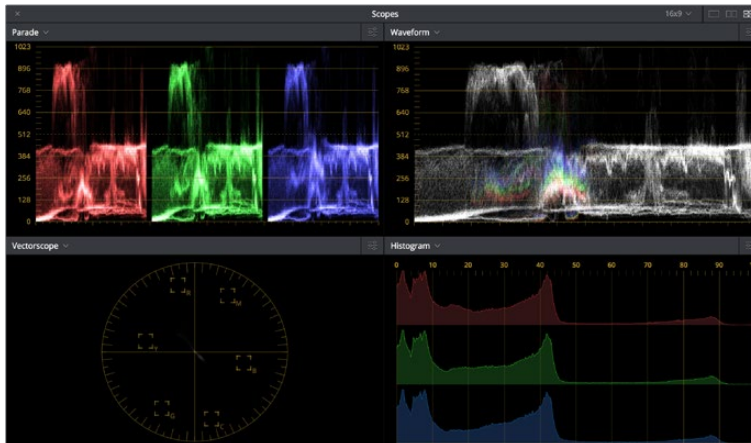 × Scopes 16x9
Parade
1023
896
768
640
512
384
256
128
0
Waveform
1023
896
768
640
512
384
256
128
0
Vectorscope
R
M
Y
B
G
C
Histogram
0 10 20 30 40 50 60 70 80 90